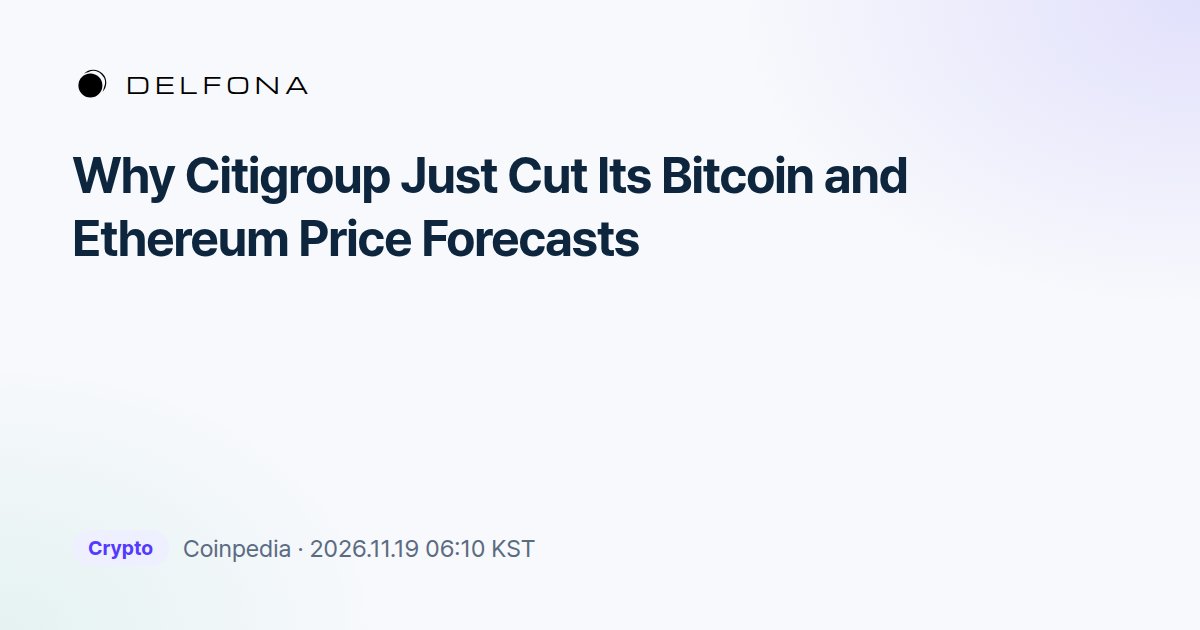 DELFONA
Why Citigroup Just Cut Its Bitcoin and
Ethereum Price Forecasts
Crypto Coinpedia · 2026.11.19 06:10 KST